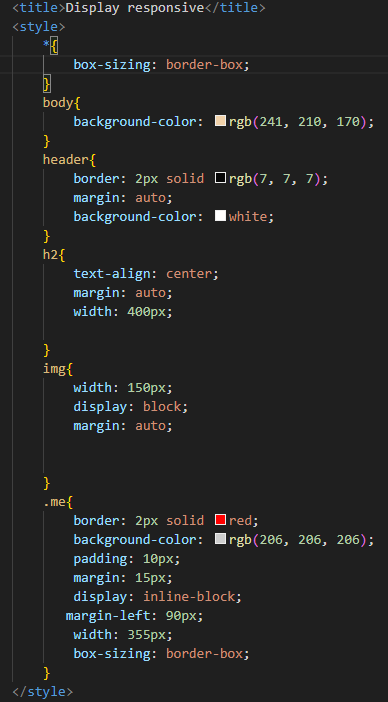 <title>Display responsive</title>
<style>
    *{
        box-sizing: border-box;
    }
    body{
        background-color: rgb(241, 210, 170);
    }
    header{
        border: 2px solid rgb(7, 7, 7);
        margin: auto;
        background-color: white;
    }
    h2{
        text-align: center;
        margin: auto;
        width: 400px;

    }
    img{
        width: 150px;
        display: block;
        margin: auto;



    }
    .me{
        border: 2px solid red;
        background-color: rgb(206, 206, 206);
        padding: 10px;
        margin: 15px;
        display: inline-block;
       margin-left: 90px;
        width: 355px;
        box-sizing: border-box;
    }
</style>